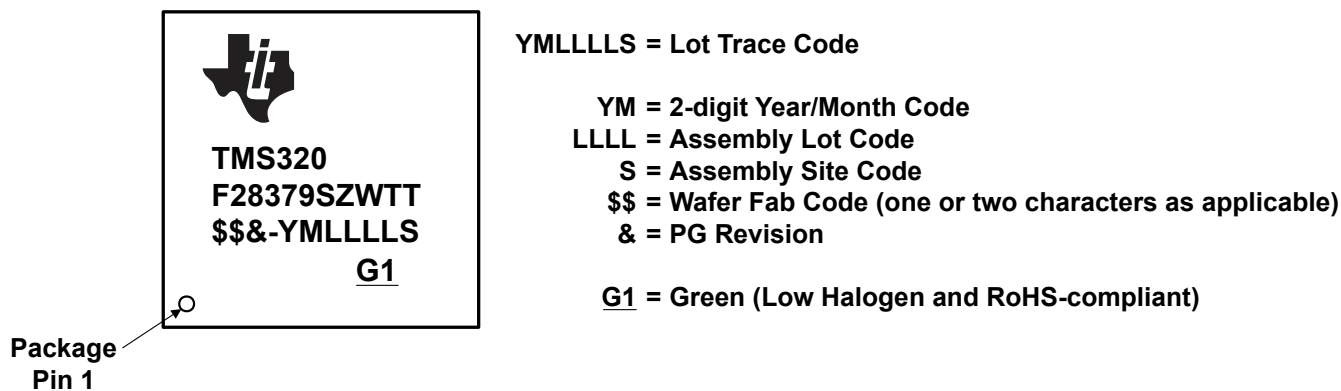 TMS320
F28379SZWTT
$$&-YMLLLLS
G1
Package
Pin 1
YMLLLLS = Lot Trace Code
YM = 2-digit Year/Month Code
LLLL = Assembly Lot Code
S = Assembly Site Code
$$ = Wafer Fab Code (one or two characters as applicable)
& = PG Revision
G1 = Green (Low Halogen and RoHS-compliant)